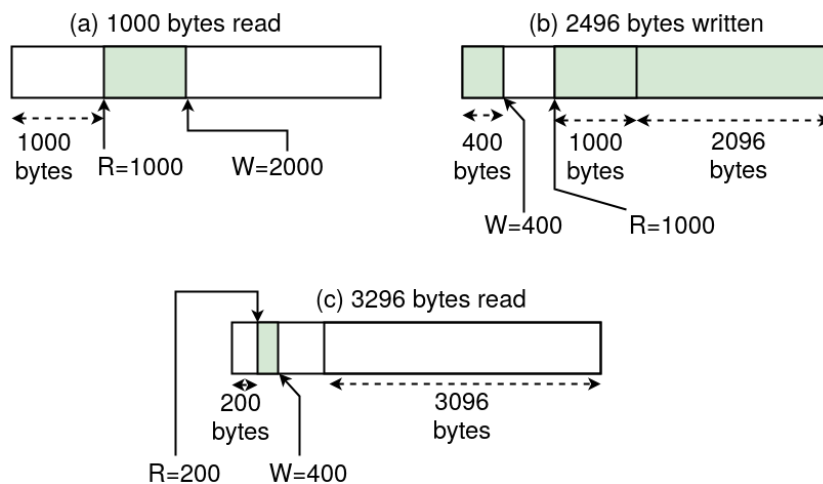 (a) 1000 bytes read
1000
bytes
R=1000
W=2000
(b) 2496 bytes written
400
bytes
1000
bytes
2096
bytes
W=400
R=1000
(c) 3296 bytes read
200
bytes
3096
bytes
R=200
W=400